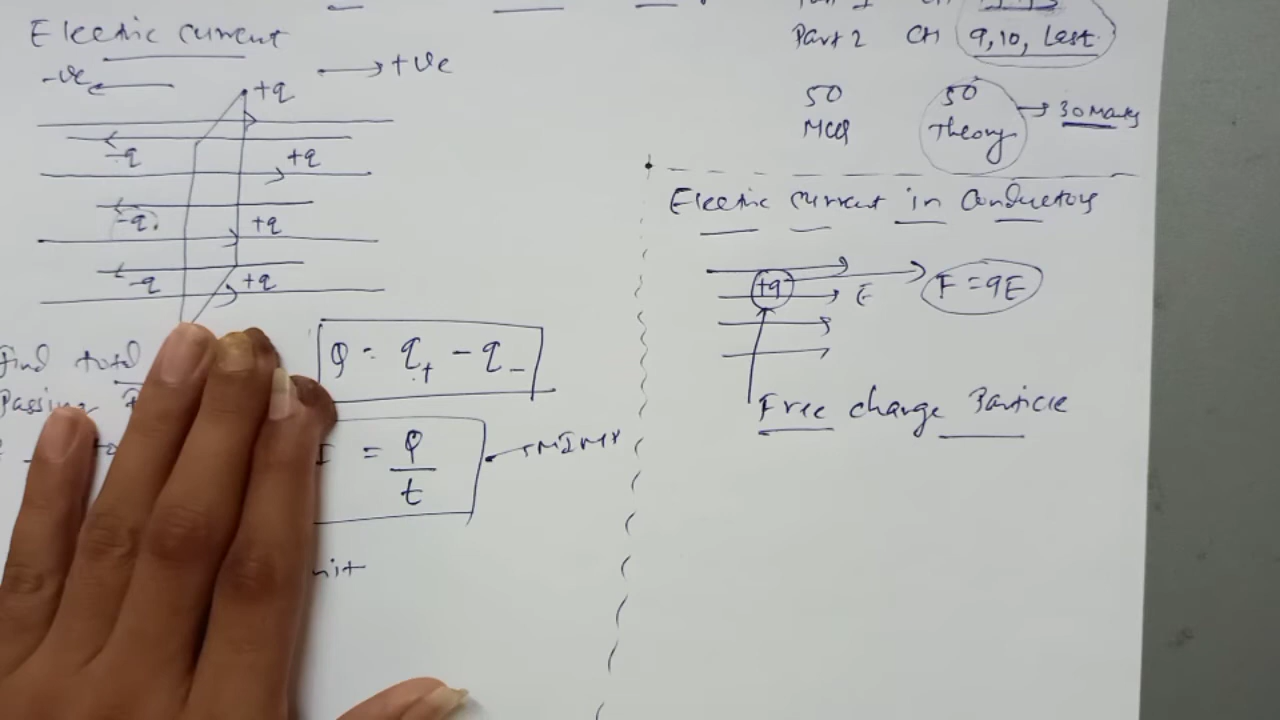 Electric current
-ve
+ve
+q
-q
+q
-q
+q
-q
+q
Find total
Passing
Q = q+ - q-
I = Q/t
Part 2 CH 9, 10, Last
50 50 → 30 Marks
MCQ Theory
Electric current in Conductors
+q E F = qE
Free charge Particle